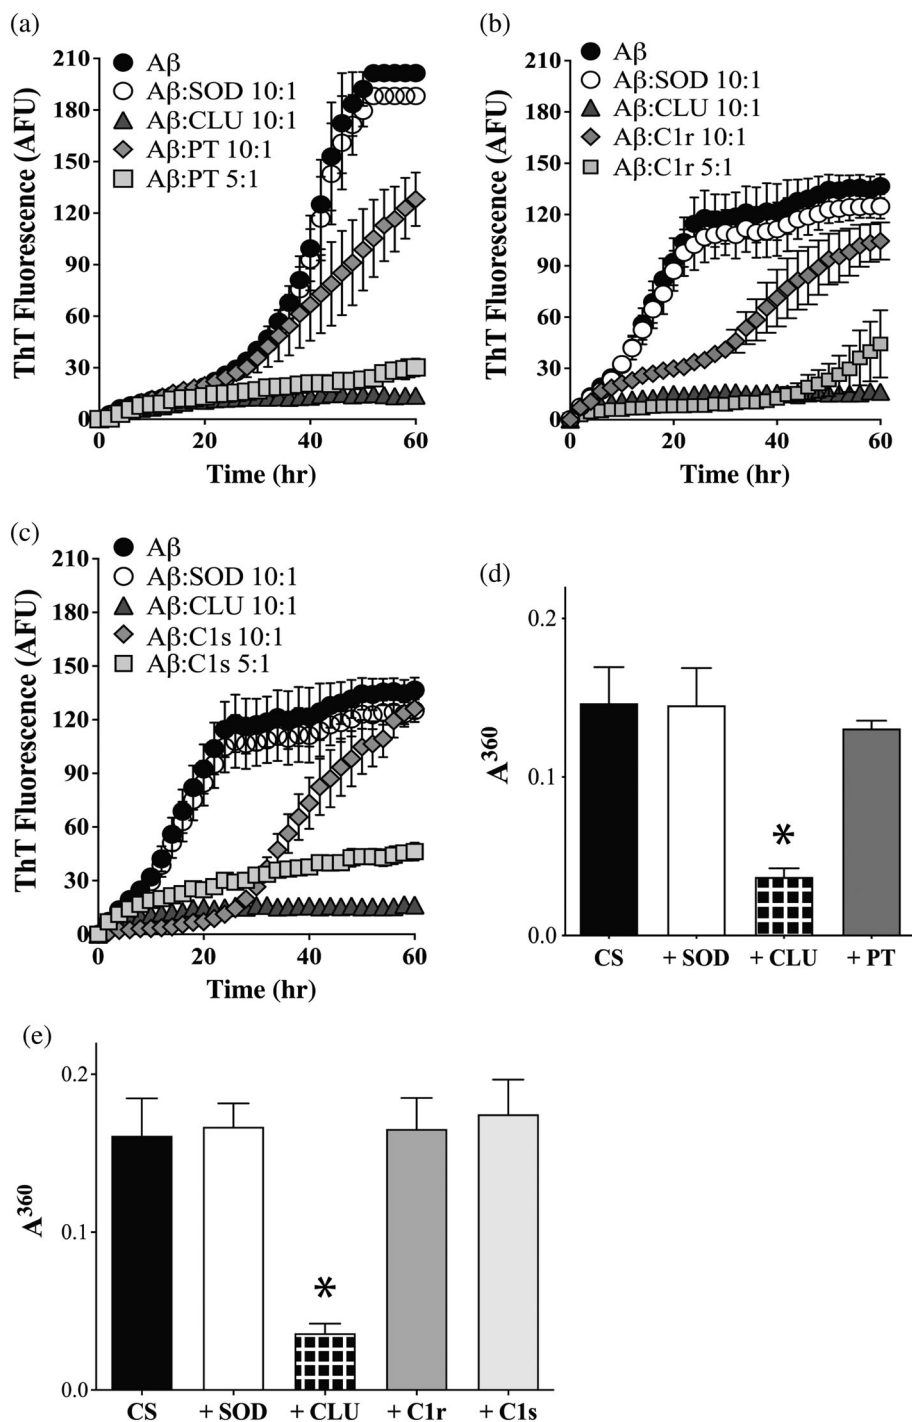 (a)
Aβ
Aβ:SOD 10:1
Aβ:CLU 10:1
Aβ:PT 10:1
Aβ:PT 5:1
ThT Fluorescence (AFU)
210
180
150
120
90
60
30
0
0 20 40 60
Time (hr)
(b)
Aβ
Aβ:SOD 10:1
Aβ:CLU 10:1
Aβ:C1r 10:1
Aβ:C1r 5:1
ThT Fluorescence (AFU)
210
180
150
120
90
60
30
0
0 20 40 60
Time (hr)
(c)
Aβ
Aβ:SOD 10:1
Aβ:CLU 10:1
Aβ:C1s 10:1
Aβ:C1s 5:1
ThT Fluorescence (AFU)
210
180
150
120
90
60
30
0
0 20 40 60
Time (hr)
(d)
A360
0.2
0.1
0.0
*
CS + SOD + CLU + PT
(e)
A360
0.2
0.1
0.0
*
CS + SOD + CLU + C1r + C1s